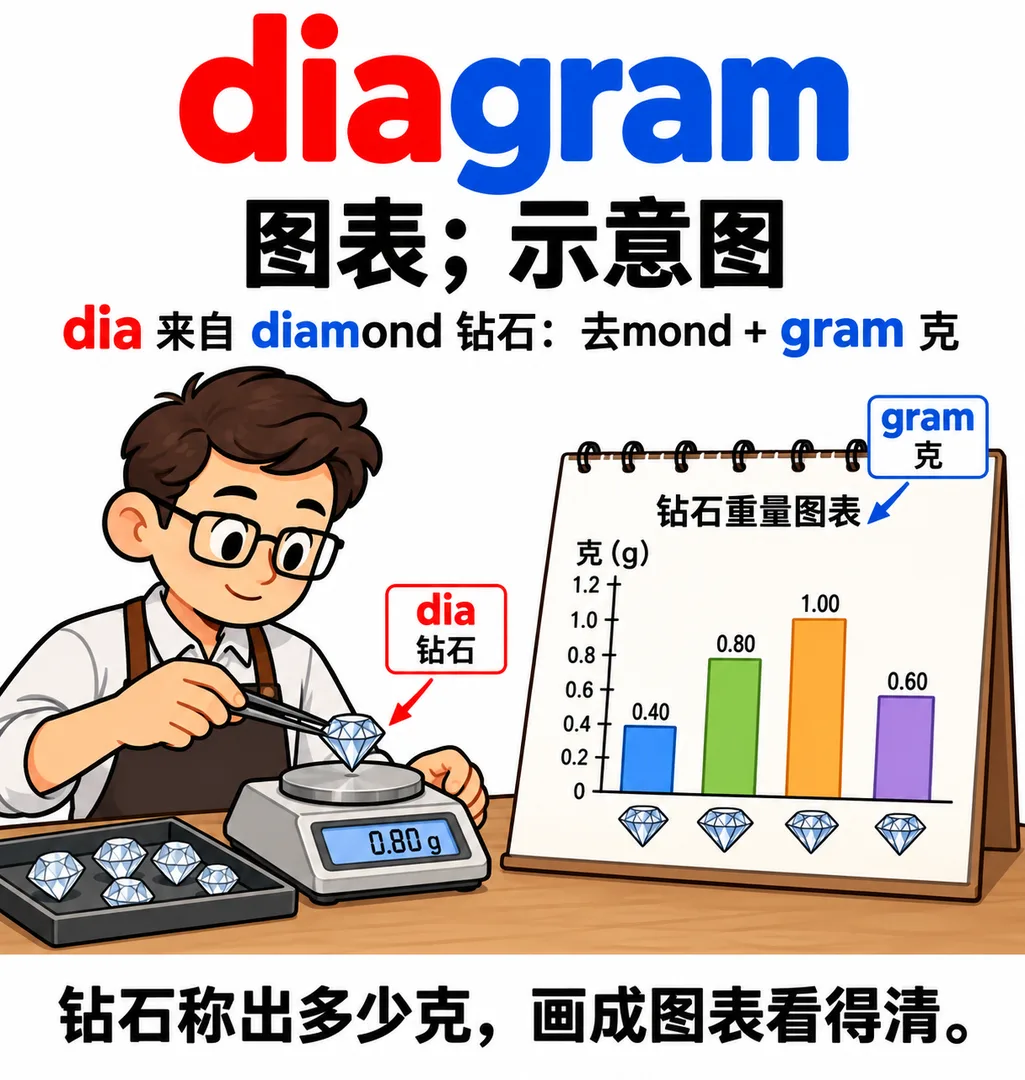 diagram
图表；示意图
dia 来自 diamond 钻石：去mond + gram 克
gram
克
钻石重量图表
克 (g)
1.2
1.0
0.8
0.6
0.4
0.2
0
0.40
0.80
1.00
0.60
dia
钻石
0.80 g
钻石称出多少克，画成图表看得清。